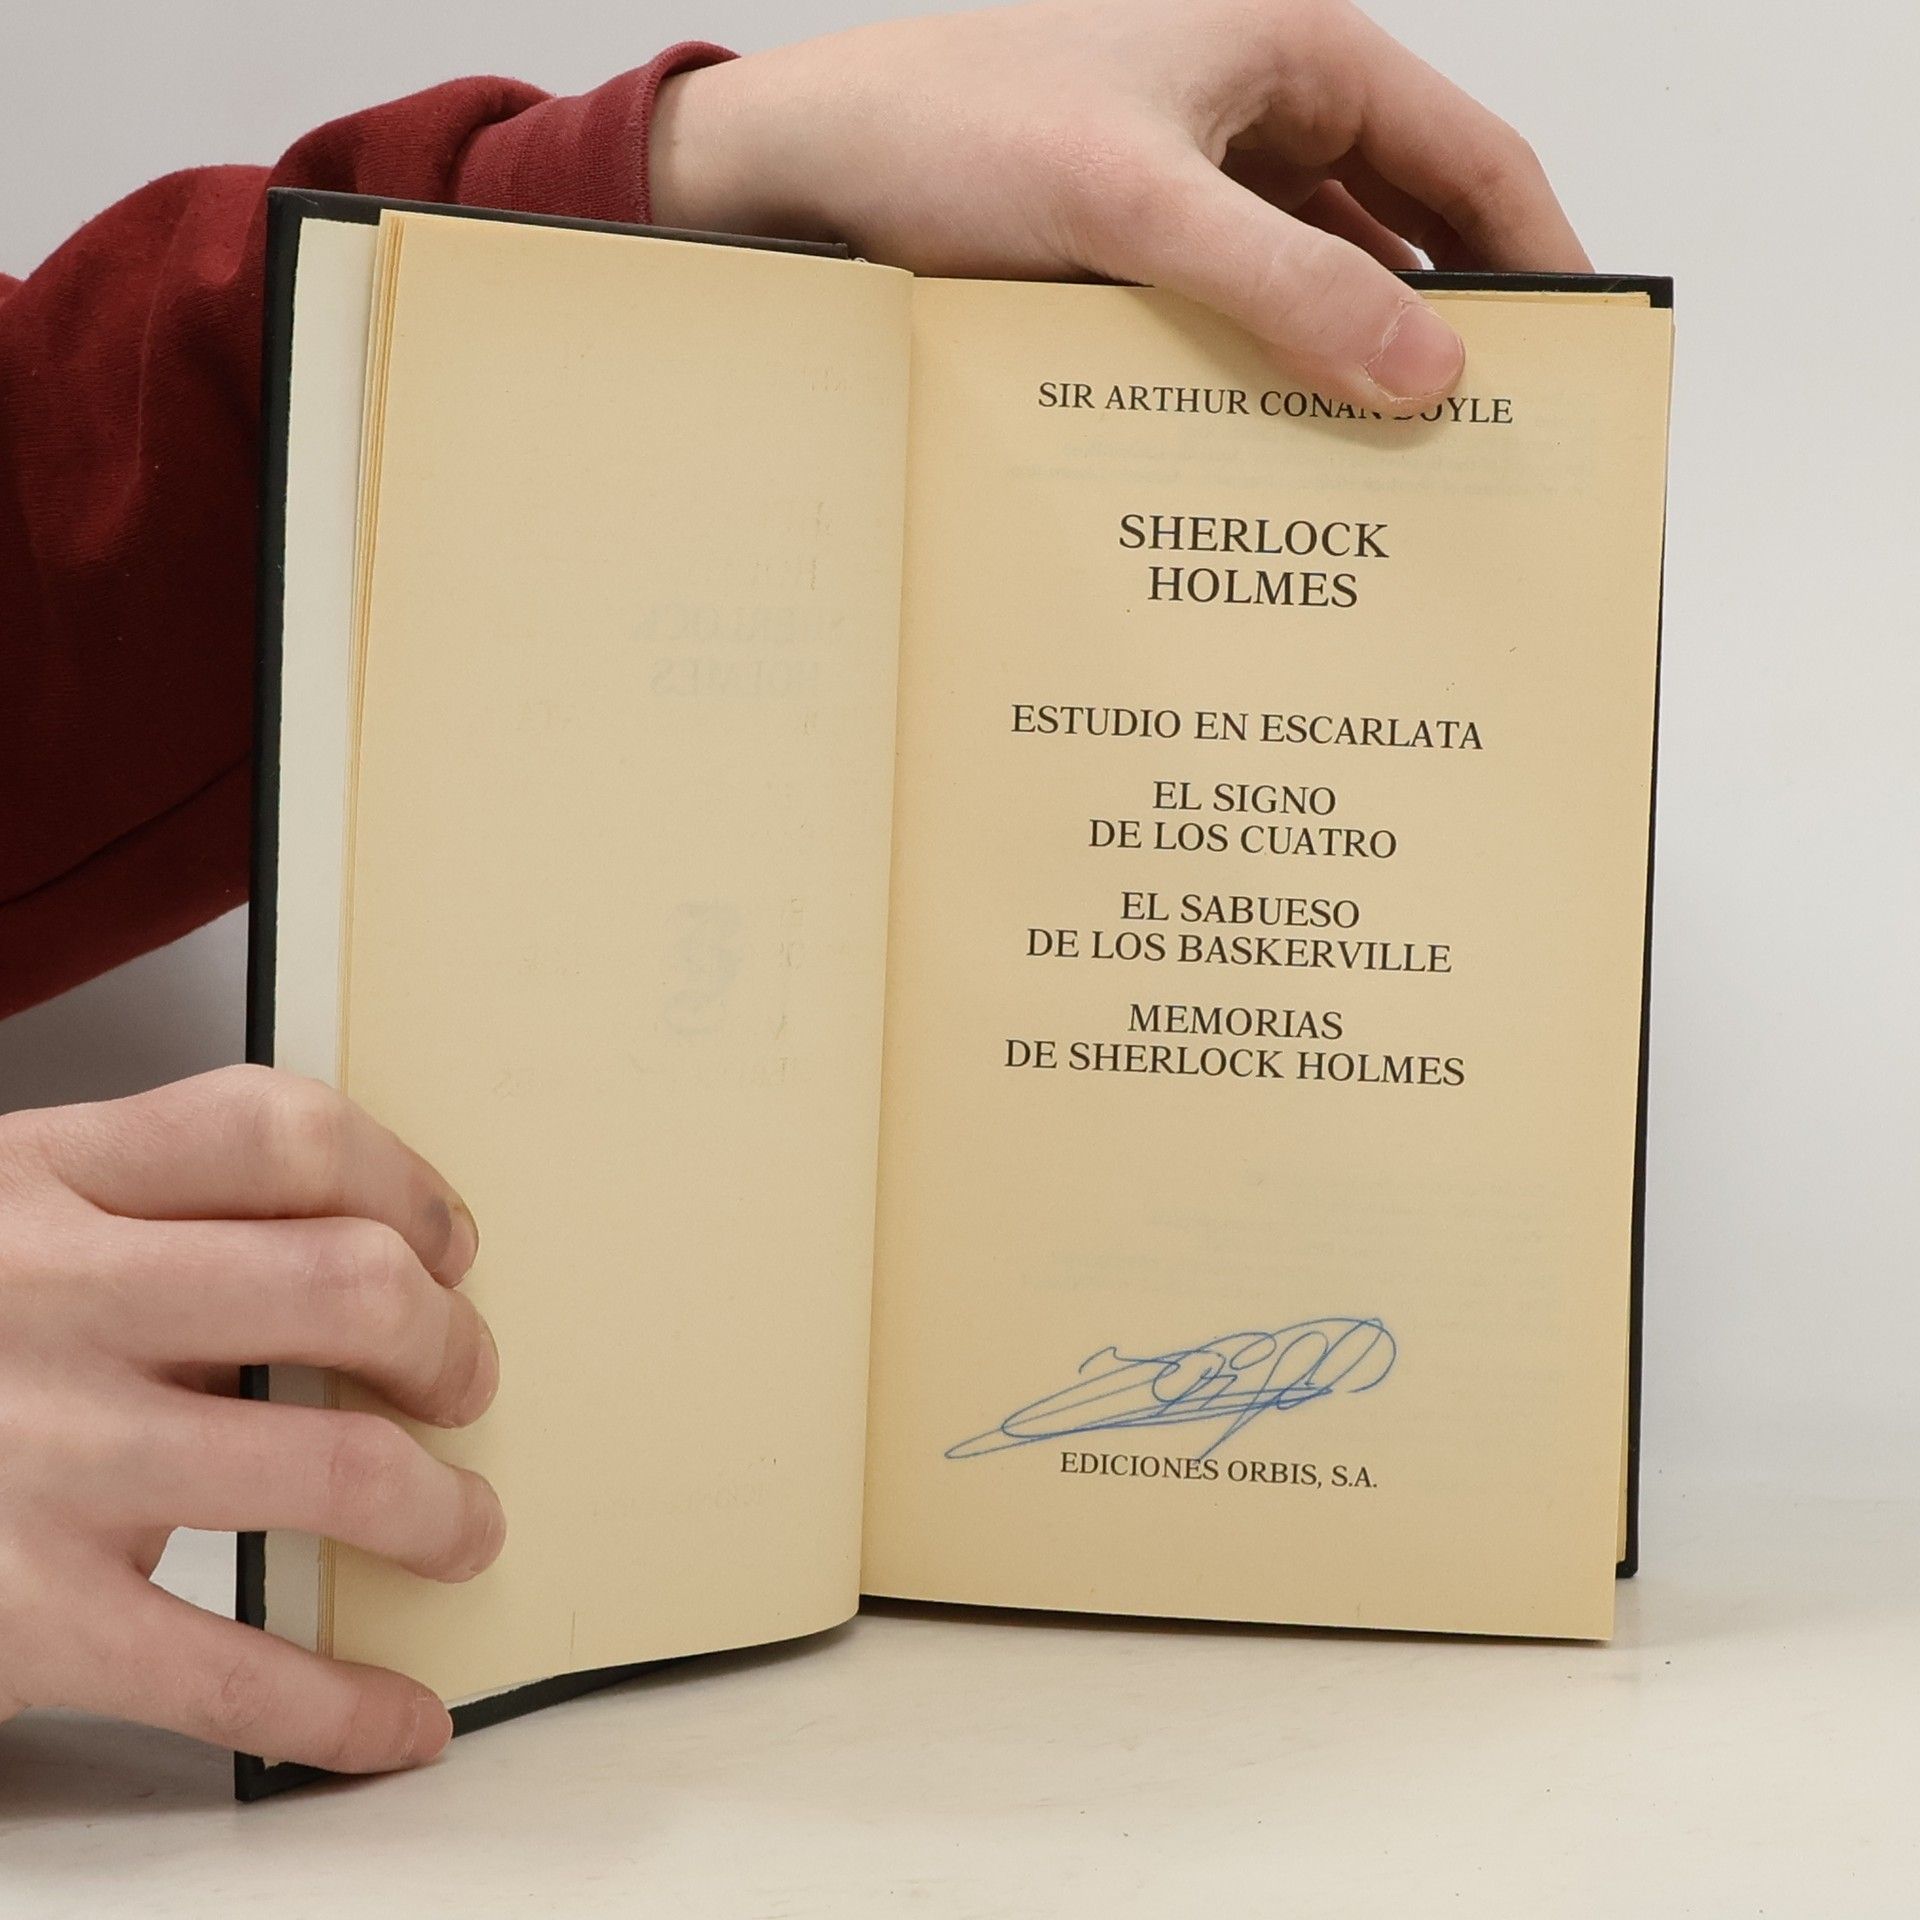 SIR ARTHUR CONAN DOYLE
SHERLOCK
HOLMES
ESTUDIO EN ESCARLATA
EL SIGNO
DE LOS CUATRO
EL SABUESO
DE LOS BASKERVILLE
MEMORIAS
DE SHERLOCK HOLMES
EDICIONES ORBIS, S.A.